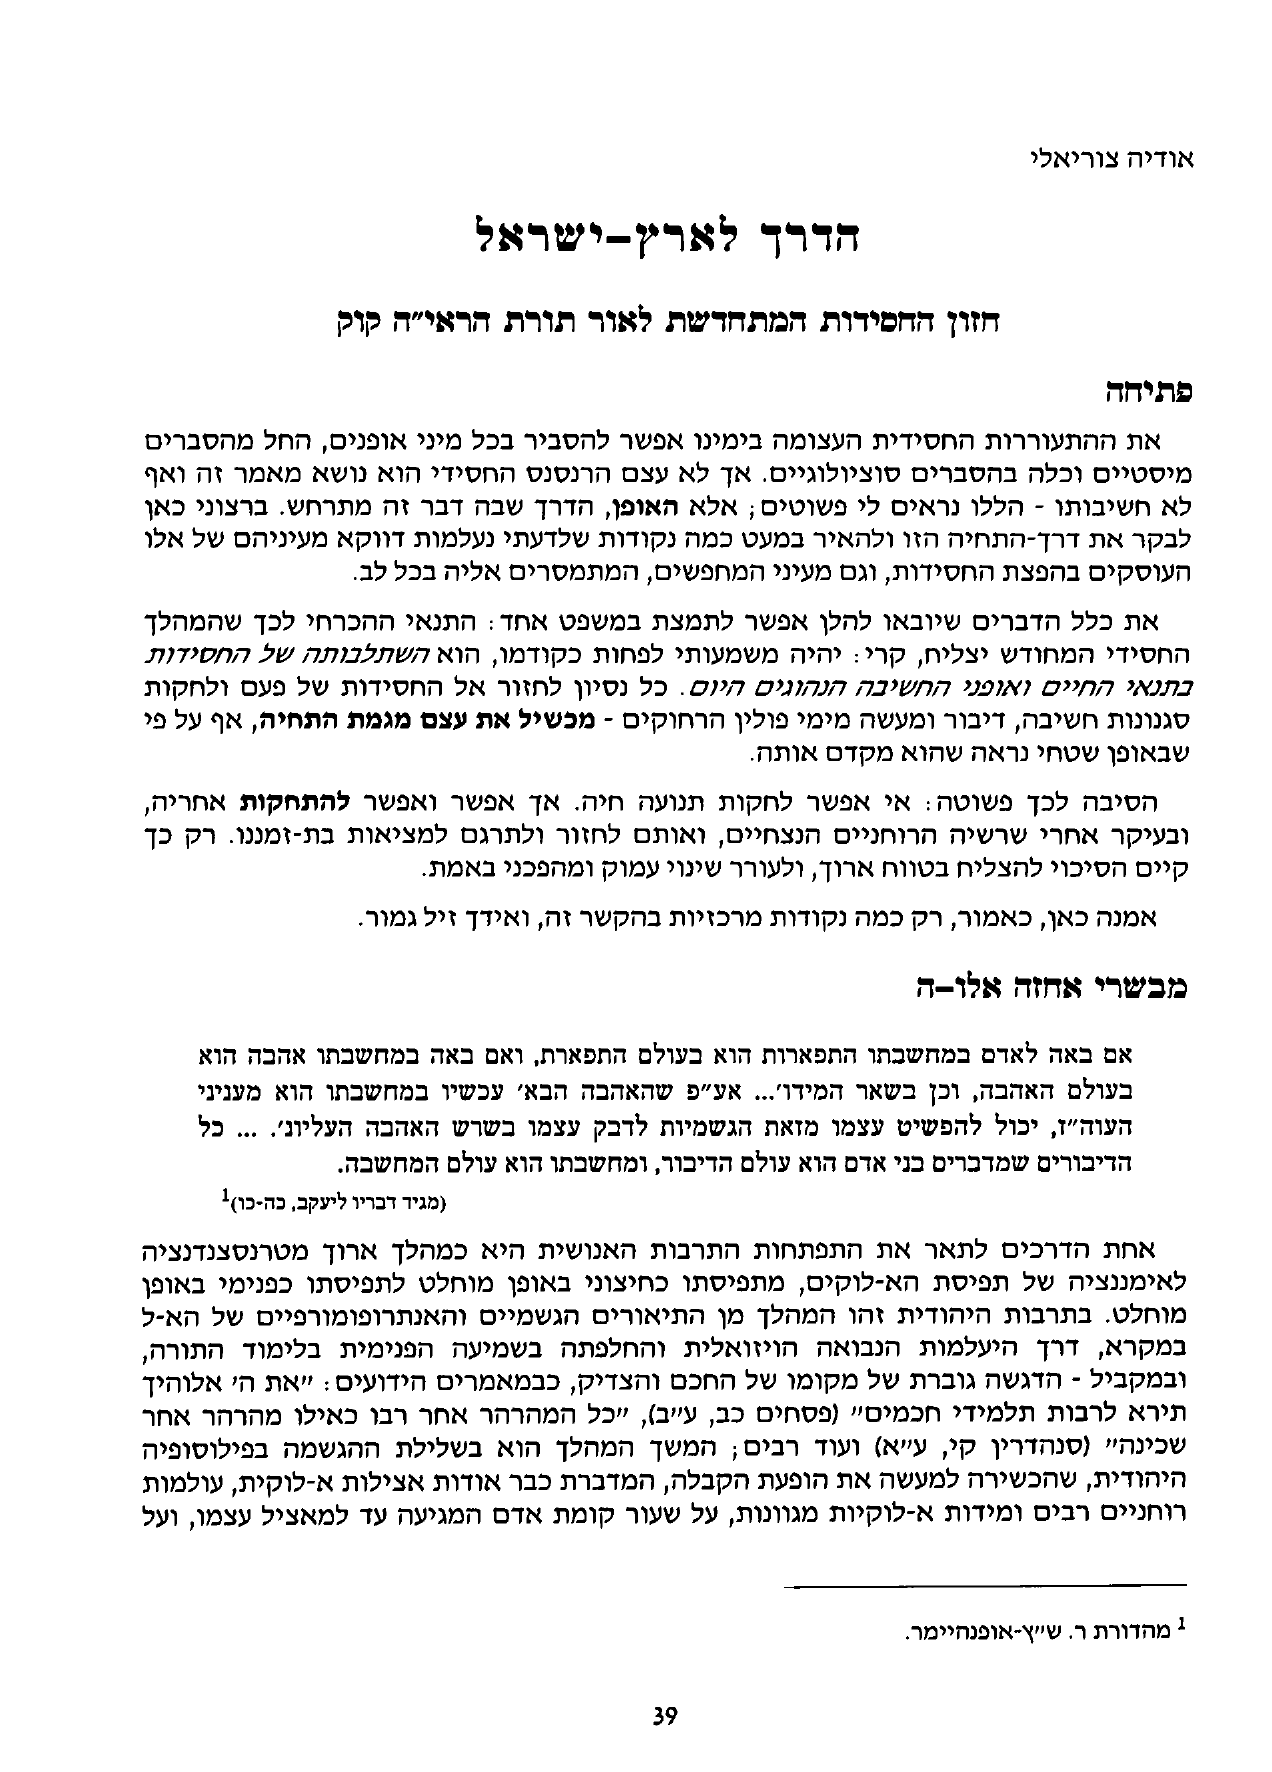 אודיה צוריאלי
הדרך לארץ–ישראל
חזון החסידות המתחדשת לאור תורת הראי״ה קוק
פתיחה
את ההתעוררות החסידית העצומה בימינו אפשר להסביר בכל מיני אופנים, החל מהסברים
מיסטיים וכלה בהסברים סוציולוגיים. אך לא עצם הרנסנס החסידי הוא נושא מאמר זה ואף
לא חשיבותו - הללו נראים לי פשוטים; אלא האופן, הדרך שבה דבר זה מתרחש. ברצוני כאן
לבקר את דרך-התחיה הזו ולהאיר במעט כמה נקודות שלדעתי נעלמות דווקא מעיניהם של אלו
העוסקים בהפצת החסידות, וגם מעיני המחפשים, המתמסרים אליה בכל לב.
את כלל הדברים שיובאו להלן אפשר לתמצת במשפט אחד: התנאי ההכרחי לכך שהמהלך
החסידי המחודש יצליח, קרי: יהיה משמעותי לפחות כקודמו, הוא השתלבותה של החסידות
בתנאי החיים ואופני החשיבה הנהוגים היום. כל נסיון לחזור אל החסידות של פעם ולחקות
סגנונות חשיבה, דיבור ומעשה מימי פולין הרחוקים - מכשיל את עצם מגמת התחיה, אף על פי
שבאופן שטחי נראה שהוא מקדם אותה.
הסיבה לכך פשוטה: אי אפשר לחקות תנועה חיה. אך אפשר ואפשר להתחקות אחריה,
ובעיקר אחרי שרשיה הרוחניים הנצחיים, ואותם לחזור ולתרגם למציאות בת-זמננו. רק כך
קיים הסיכוי להצליח בטווח ארוך, ולעורר שינוי עמוק ומהפכני באמת.
אמנה כאן, כאמור, רק כמה נקודות מרכזיות בהקשר זה, ואידך זיל גמור.
מבשרי אחזה אלו–ה
אם באה לאדם במחשבתו התפארות הוא בעולם התפארת, ואם באה במחשבתו אהבה הוא
בעולם האהבה, וכן בשאר המידו׳... אע״פ שהאהבה הבא׳ עכשיו במחשבתו הוא מעניני
העוה״ז, יכול להפשיט עצמו מזאת הגשמיות לדבק עצמו בשרש האהבה העליונ׳. ... כל
הדיבורים שמדברים בני אדם הוא עולם הדיבור, ומחשבתו הוא עולם המחשבה.
(מגיד דבריו ליעקב, כה-כו)1
אחת הדרכים לתאר את התפתחות התרבות האנושית היא כמהלך ארוך מטרנסצנדנציה
לאימננציה של תפיסת הא-לוקים, מתפיסתו כחיצוני באופן מוחלט לתפיסתו כפנימי באופן
מוחלט. בתרבות היהודית זהו המהלך מן התיאורים הגשמיים והאנתרופומורפיים של הא-ל
במקרא, דרך היעלמות הנבואה הויזואלית והחלפתה בשמיעה הפנימית בלימוד התורה,
ובמקביל - הדגשה גוברת של מקומו של החכם והצדיק, כבמאמרים הידועים: ״את ה׳ אלוהיך
תירא לרבות תלמידי חכמים״ (פסחים כב, ע״ב), ״כל המהרהר אחר רבו כאילו מהרהר אחר
שכינה״ (סנהדרין קי, ע״א) ועוד רבים; המשך המהלך הוא בשלילת ההגשמה בפילוסופיה
היהודית, שהכשירה למעשה את הופעת הקבלה, המדברת כבר אודות אצילות א-לוקית, עולמות
רוחניים רבים ומידות א-לוקיות מגוונות, על שעור קומת אדם המגיעה עד למאציל עצמו, ועל
1 מהדורת ר. ש״ץ-אופנהיימר.
39